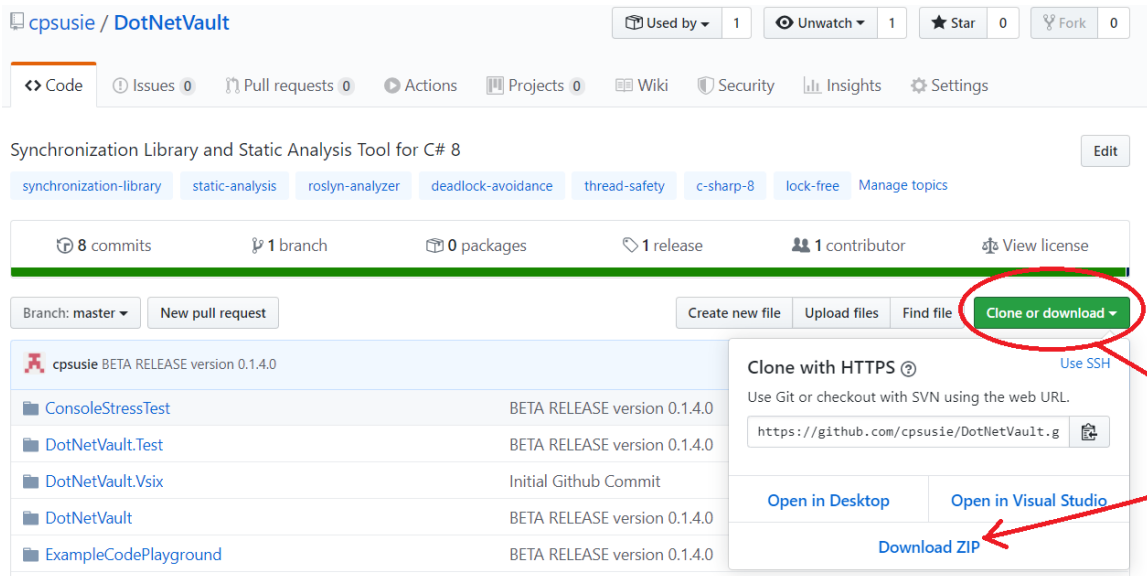 cpsusie / DotNetVault
Used by 1 Unwatch 1 Star 0 Fork 0
Code Issues 0 Pull requests 0 Actions Projects 0 Wiki Security Insights Settings
Synchronization Library and Static Analysis Tool for C# 8 Edit
synchronization-library static-analysis roslyn-analyzer deadlock-avoidance thread-safety c-sharp-8 lock-free Manage topics
8 commits 1 branch 0 packages 1 release 1 contributor View license
Branch: master New pull request Create new file Upload files Find file Clone or download
cpsusie BETA RELEASE version 0.1.4.0
ConsoleStressTest BETA RELEASE version 0.1.4.0
DotNetVault.Test BETA RELEASE version 0.1.4.0
DotNetVault.Vsix Initial Github Commit
DotNetVault BETA RELEASE version 0.1.4.0
ExampleCodePlayground BETA RELEASE version 0.1.4.0
Clone with HTTPS Use SSH
Use Git or checkout with SVN using the web URL.
https://github.com/cpsusie/DotNetVault.g
Open in Desktop Open in Visual Studio
Download ZIP